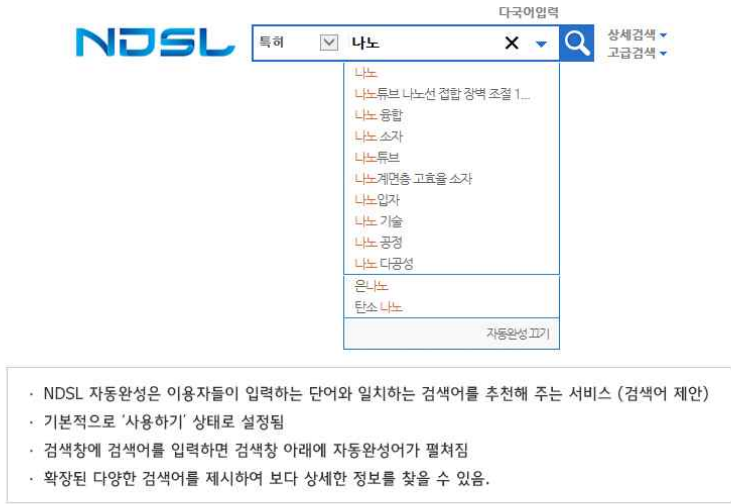 다국어입력
NDSL 특허 나노 상세검색
고급검색
나노
나노튜브 나노선 접합 장벽 조절 1...
나노 융합
나노 소자
나노튜브
나노계면층 고효율 소자
나노입자
나노 기술
나노 공정
나노 다공성
은나노
탄소 나노
자동완성 끄기
· NDSL 자동완성은 이용자들이 입력하는 단어와 일치하는 검색어를 추천해 주는 서비스 (검색어 제안)
· 기본적으로 '사용하기' 상태로 설정됨
· 검색창에 검색어를 입력하면 검색창 아래에 자동완성어가 펼쳐짐
· 확장된 다양한 검색어를 제시하여 보다 상세한 정보를 찾을 수 있음.